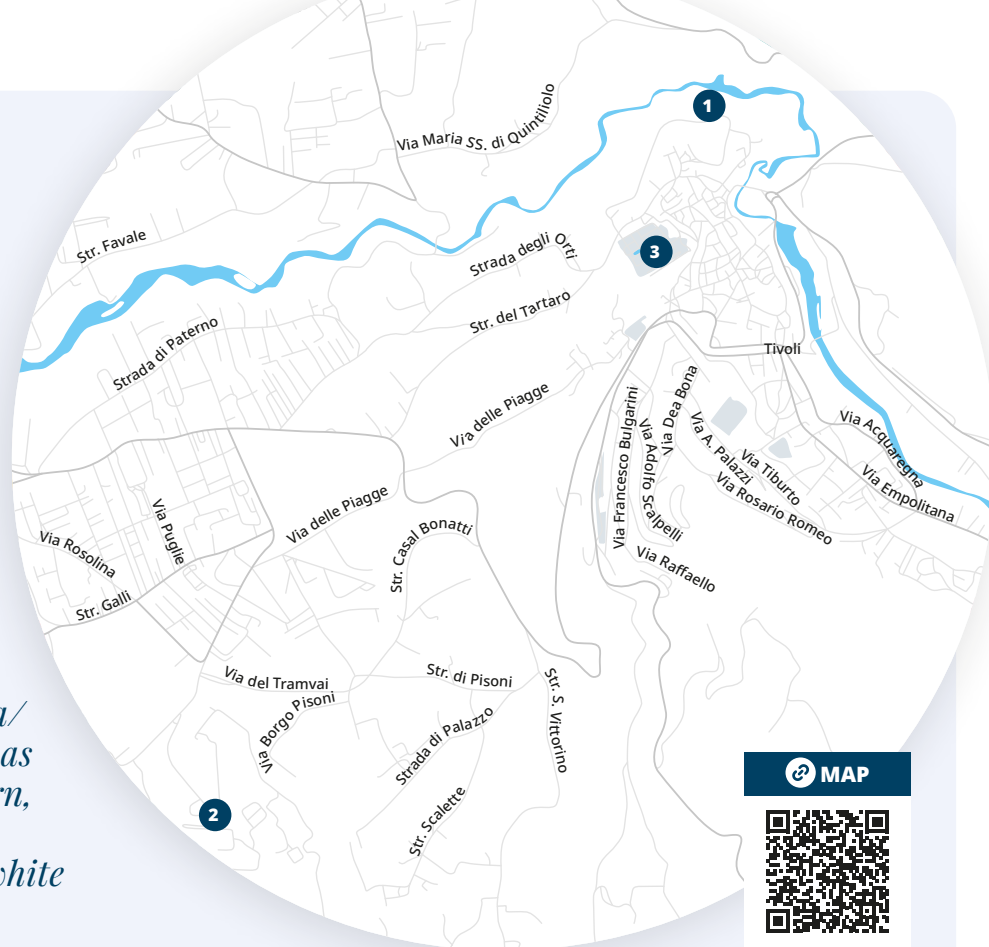 1
Via Maria SS. di Quintiliolo
Str. Favale
Strada degli Orti
3
Str. del Tartaro
Strada di Paterno
Tivoli
Via delle Piagge
Via Francesco Bulgarini
Via Adolfo Scalpelli
Via Dea Bona
Via A. Palazzi
Via Tiburto
Via Rosario Romeo
Via Acquaregna
Via Empolitana
Via Raffaello
Via Puglie
Via delle Piagge
Str. Casal Bonatti
Via Rosolina
Str. Galli
Via del Tramvai
Via Borgo Pisoni
Str. di Pisoni
Str. S. Vittorino
Strada di Palazzo
Str. Scalette
2
a/
as
rn,
white
MAP